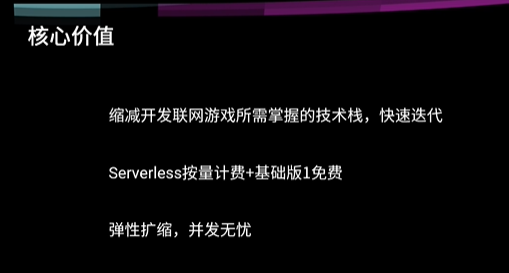 核心价值
缩减开发联网游戏所需掌握的技术栈，快速迭代
Serverless按量计费+基础版1免费
弹性扩缩，并发无忧